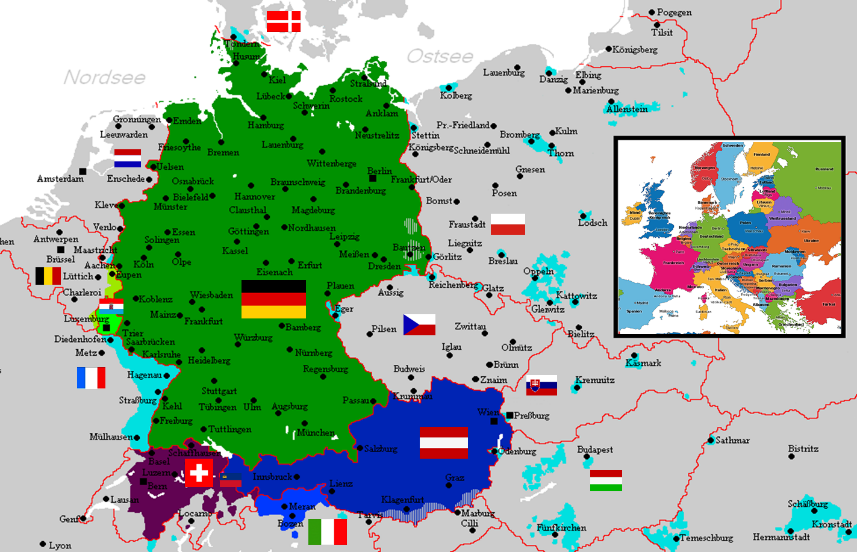 Pogegen
Tilsit
Tondern
Husum
Ostsee
Königsberg
Nordsee
Kiel
Stralsund
Lauenburg
Danzig
Elbing
Marienburg
Lübeck
Rostock
Schwerin
Anklam
Kolberg
Allenstein
Gronningen
Emden
Leeuwarden
Hamburg
Neustrelitz
Stettin
Pr.-Friedland
Bromberg
Kulm
Thorn
Friesoythe
Bremen
Lauenburg
Wittenberge
Königsberg
Schneidemühl
Uelsen
Amsterdam
Enschede
Osnabrück
Braunschweig
Berlin
Frankfurt/Oder
Gnesen
Posen
Bielefeld
Hannover
Brandenburg
Kleve
Münster
Clausthal
Magdeburg
Bomst
Fraustadt
Lodsch
Venlo
Essen
Göttingen
Nordhausen
Leipzig
Antwerpen
Maastricht
Solingen
Kassel
Meißen
Bautzen
Liegnitz
Breslau
Brüssel
Aachen
Köln
Olpe
Eisenach
Erfurt
Dresden
Görlitz
Oppeln
Lüttich
Eupen
Reichenberg
Glatz
Kattowitz
Gleiwitz
Charleroi
Koblenz
Wiesbaden
Plauen
Aussig
Eger
Mainz
Frankfurt
Luxemburg
Trier
Bamberg
Pilsen
Zwittau
Bielitz
Diedenhofen
Saarbrücken
Würzburg
Iglau
Olmütz
Metz
Karlsruhe
Heidelberg
Nürnberg
Brünn
Käsmark
Hagenau
Regensburg
Budweis
Znaim
Kremnitz
Straßburg
Stuttgart
Krummau
Kehl
Tübingen
Ulm
Augsburg
Passau
Wien
Preßburg
Freiburg
Tuttlingen
München
Mülhausen
Schaffhausen
Salzburg
Ödenburg
Budapest
Sathmar
Bistritz
Basel
Luzern
Bern
Innsbruck
Lienz
Graz
Lausan
Meran
Klagenfurt
Schäßburg
Genf
Locarno
Bozen
Tarvis
Marburg
Cilli
Fünfkirchen
Temeschburg
Hermannstadt
Kronstadt
Lyon